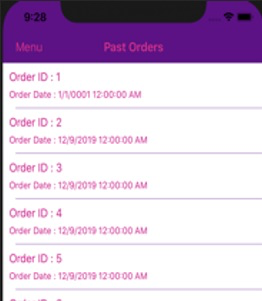 9:28
Menu Past Orders
Order ID : 1
Order Date : 1/1/0001 12:00:00 AM
Order ID : 2
Order Date : 12/9/2019 12:00:00 AM
Order ID : 3
Order Date : 12/9/2019 12:00:00 AM
Order ID : 4
Order Date : 12/9/2019 12:00:00 AM
Order ID : 5
Order Date : 12/9/2019 12:00:00 AM